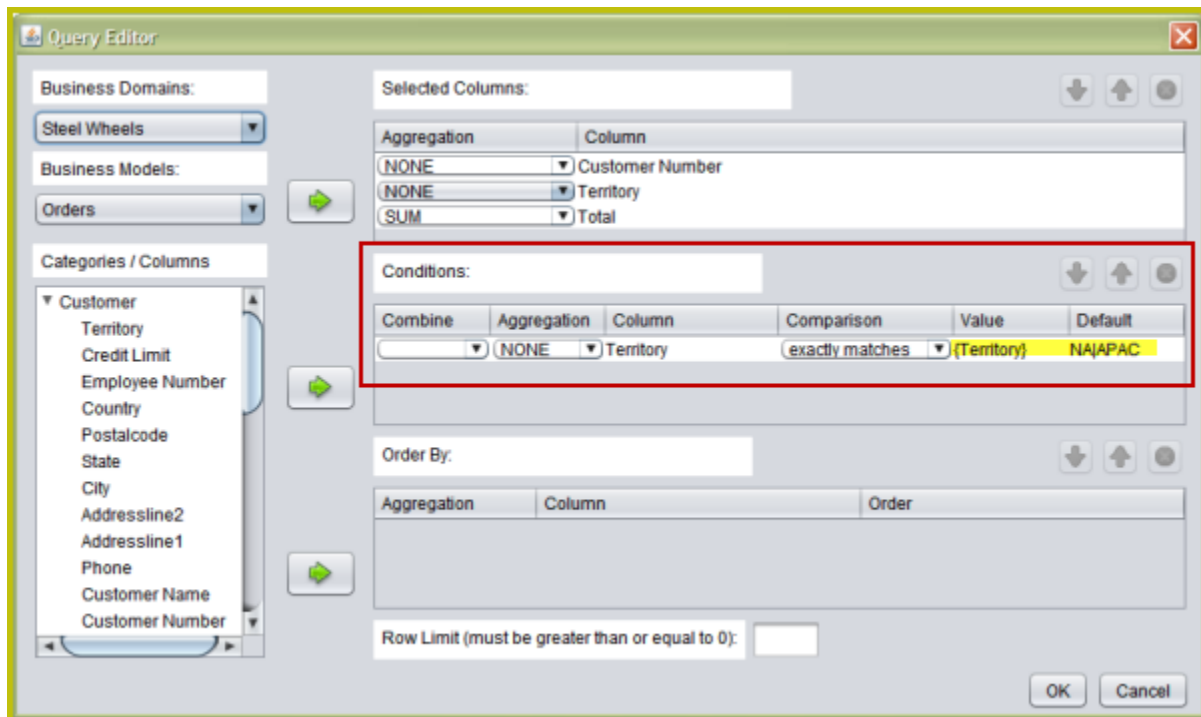 Query Editor
Business Domains:
Steel Wheels
Business Models:
Orders
Categories / Columns
Customer
Territory
Credit Limit
Employee Number
Country
Postalcode
State
City
Addressline2
Addressline1
Phone
Customer Name
Customer Number
Selected Columns:
Aggregation Column
NONE Customer Number
NONE Territory
SUM Total
Conditions:
Combine Aggregation Column Comparison Value Default
NONE Territory exactly matches {Territory} NA|APAC
Order By:
Aggregation Column Order
Row Limit (must be greater than or equal to 0):
OK Cancel